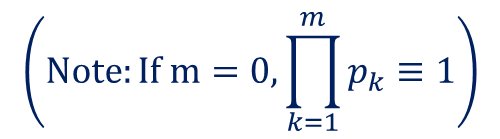 (Note: If m = 0, ∏_{k=1}^{m} p_k ≡ 1)